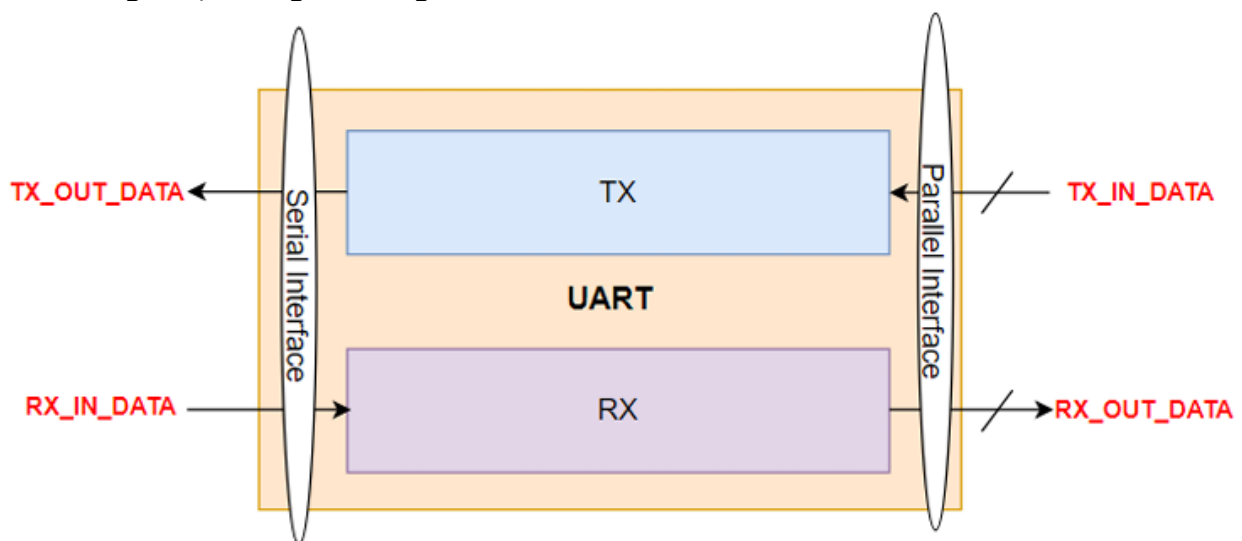 TX_OUT_DATA
Serial Interface
TX
Parallel Interface
TX_IN_DATA
UART
RX_IN_DATA
RX
RX_OUT_DATA